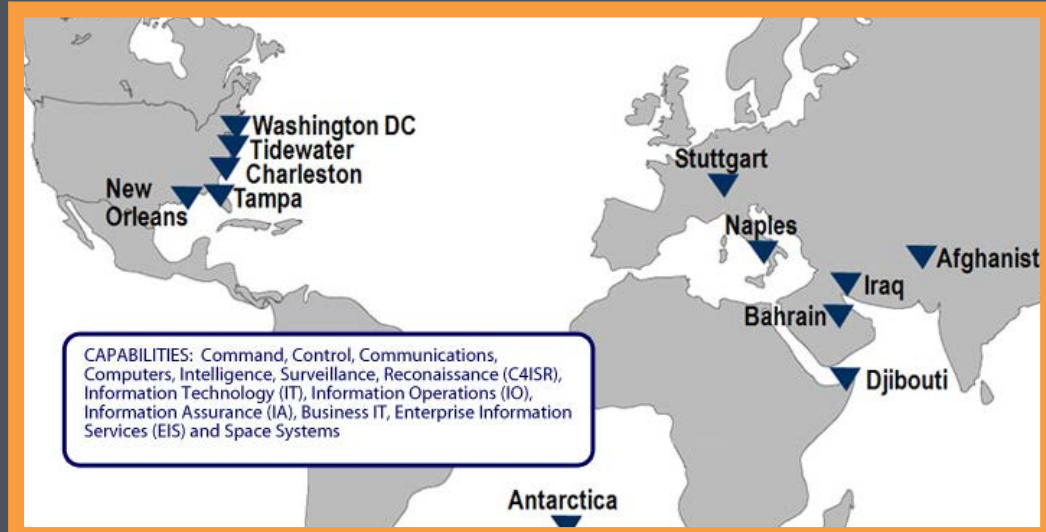 Washington DC
Tidewater
Charleston
Tampa
New
Orleans
Stuttgart
Naples
Afghanist
Iraq
Bahrain
Djibouti
CAPABILITIES: Command, Control, Communications,
Computers, Intelligence, Surveillance, Reconaissance (C4ISR),
Information Technology (IT), Information Operations (IO),
Information Assurance (IA), Business IT, Enterprise Information
Services (EIS) and Space Systems
Antarctica